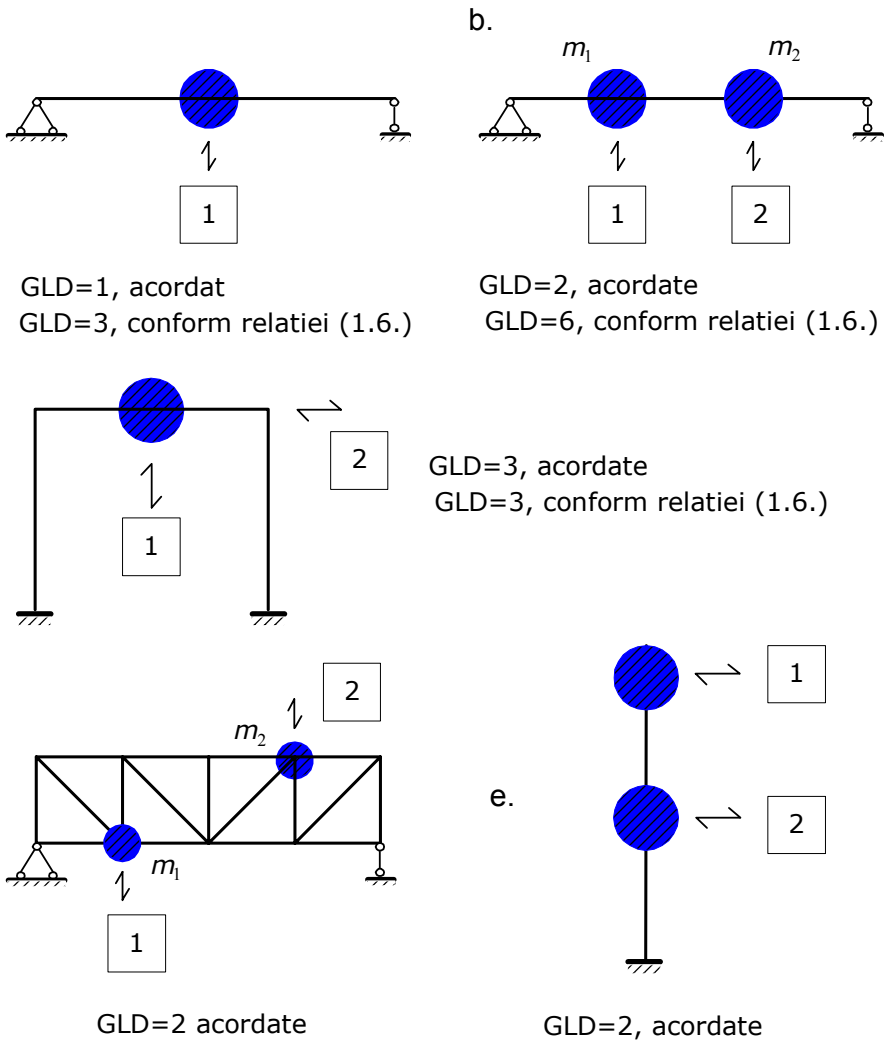 b.
m₁ m₂
1
1 2
GLD=1, acordat
GLD=3, conform relatiei (1.6.)
GLD=2, acordate
GLD=6, conform relatiei (1.6.)
2
1
GLD=3, acordate
GLD=3, conform relatiei (1.6.)
2
m₂
m₁
1
GLD=2 acordate
e.
1
2
GLD=2, acordate